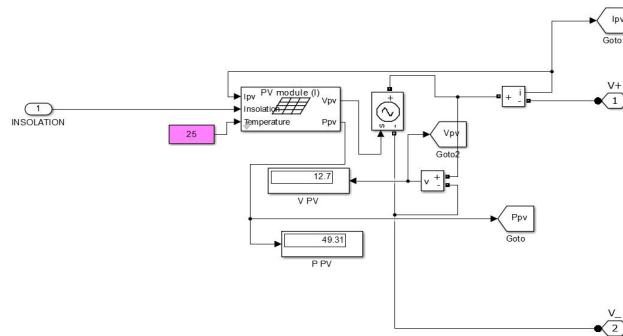 Ipv
Goto
PV module (I)
Ipv
Vpv
Insolation
Temperature
Ppv
1
INSOLATION
25
+
s
-
+
i
-
V+
1
Vpv
Goto2
12.7
V PV
v
+
-
Ppv
Goto
49.31
P PV
V_
2